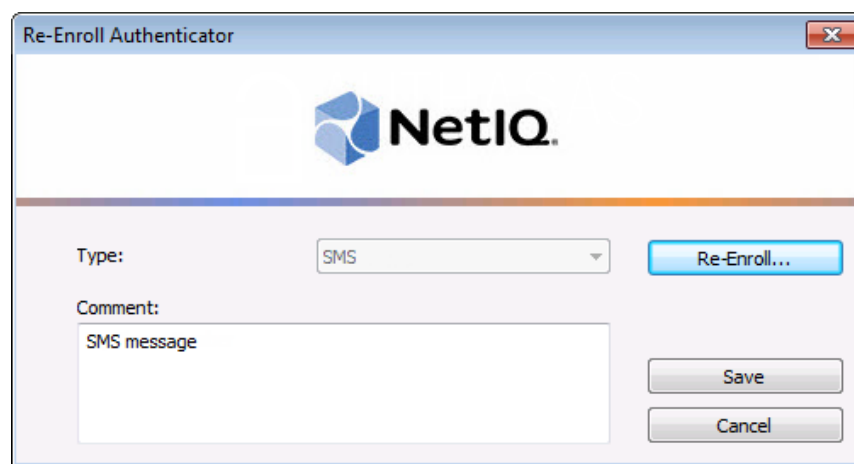 Re-Enroll Authenticator
NetIQ.
Type:
SMS
Re-Enroll...
Comment:
SMS message
Save
Cancel